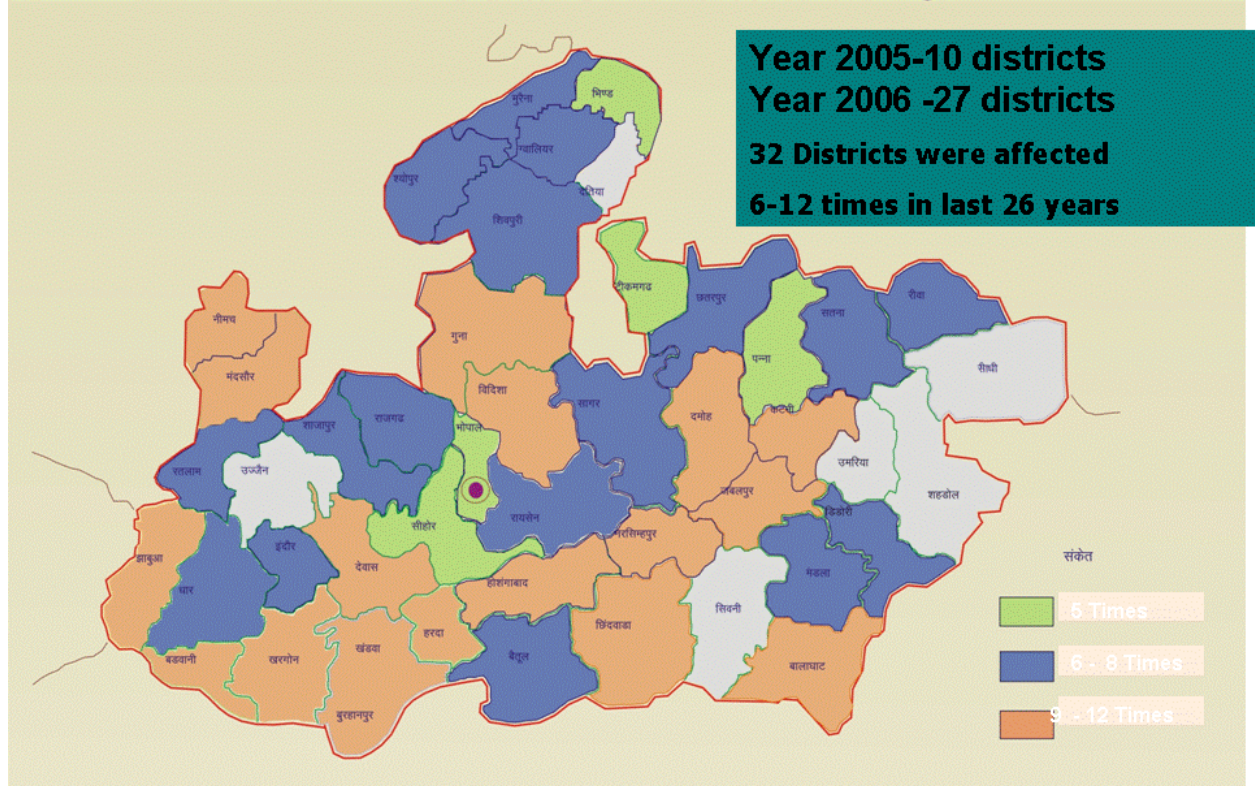 Year 2005-10 districts
Year 2006 -27 districts
32 Districts were affected
6-12 times in last 26 years
मुरैना
भिण्ड
ग्वालियर
श्योपुर
दतिया
शिवपुरी
टीकमगढ
छतरपुर
सतना
रीवा
नीमच
गुना
पन्ना
सीधी
मंदसौर
विदिशा
सागर
दमोह
कटनी
शाजापुर
राजगढ
भोपाल
रतलाम
उज्जैन
उमरिया
जबलपुर
शहडोल
सीहोर
रायसेन
डिडोरी
नरसिम्हपुर
इंदौर
झाबुआ
देवास
होशंगाबाद
मंडला
संकेत
धार
सिवनी
छिंदवाडा
हरदा
खंडवा
बैतूल
बडवानी
खरगोन
बालाघाट
बुरहानपुर
5 Times
6 - 8 Times
9 - 12 Times